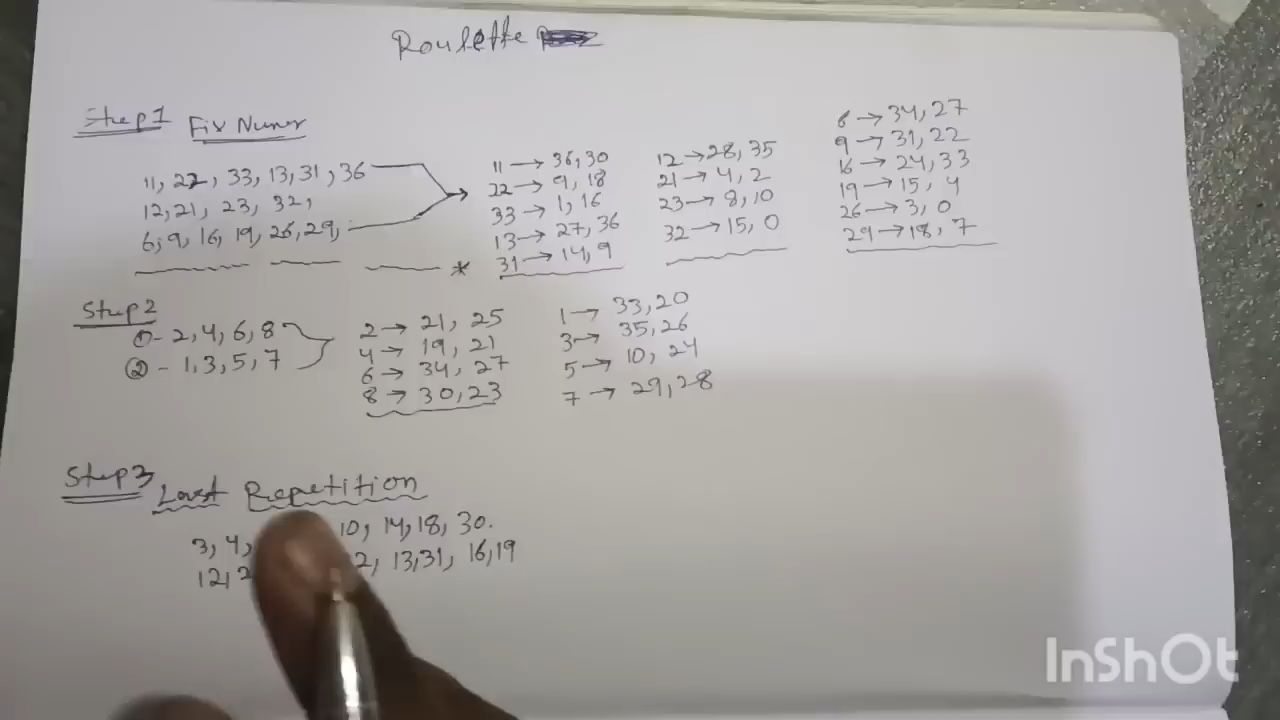 Roulette
Step1 Fix Numer
11, 22, 33, 13, 31, 36
12, 21, 23, 32,
6, 9, 16, 19, 26, 29,
*
11 → 36, 30
22 → 9, 18
33 → 1, 16
13 → 27, 36
31 → 14, 9
12 → 28, 35
21 → 4, 2
23 → 8, 10
32 → 15, 0
6 → 34, 27
9 → 31, 22
16 → 24, 33
19 → 15, 4
26 → 3, 0
29 → 18, 7
Step2
① - 2, 4, 6, 8
② - 1, 3, 5, 7
2 → 21, 25
4 → 19, 21
6 → 34, 27
8 → 30, 23
1 → 33, 20
3 → 35, 26
5 → 10, 24
7 → 29, 28
Step3
Last Repetition
3, 4, 10, 14, 18, 30.
12, 13, 31, 16, 19
InShOt